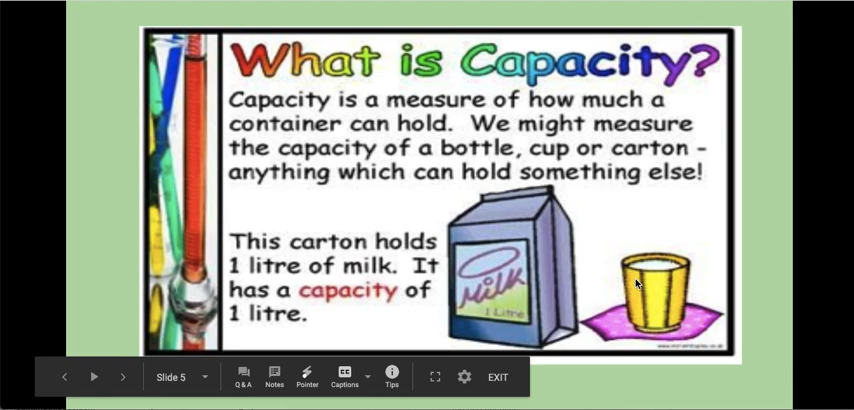 What is Capacity?
Capacity is a measure of how much a
container can hold. We might measure
the capacity of a bottle, cup or carton -
anything which can hold something else!
This carton holds
1 litre of milk. It
has a capacity of
1 litre.
Milk
1 Litre
Slide 5
Q&A
Notes
Pointer
CC
Captions
Tips
EXIT